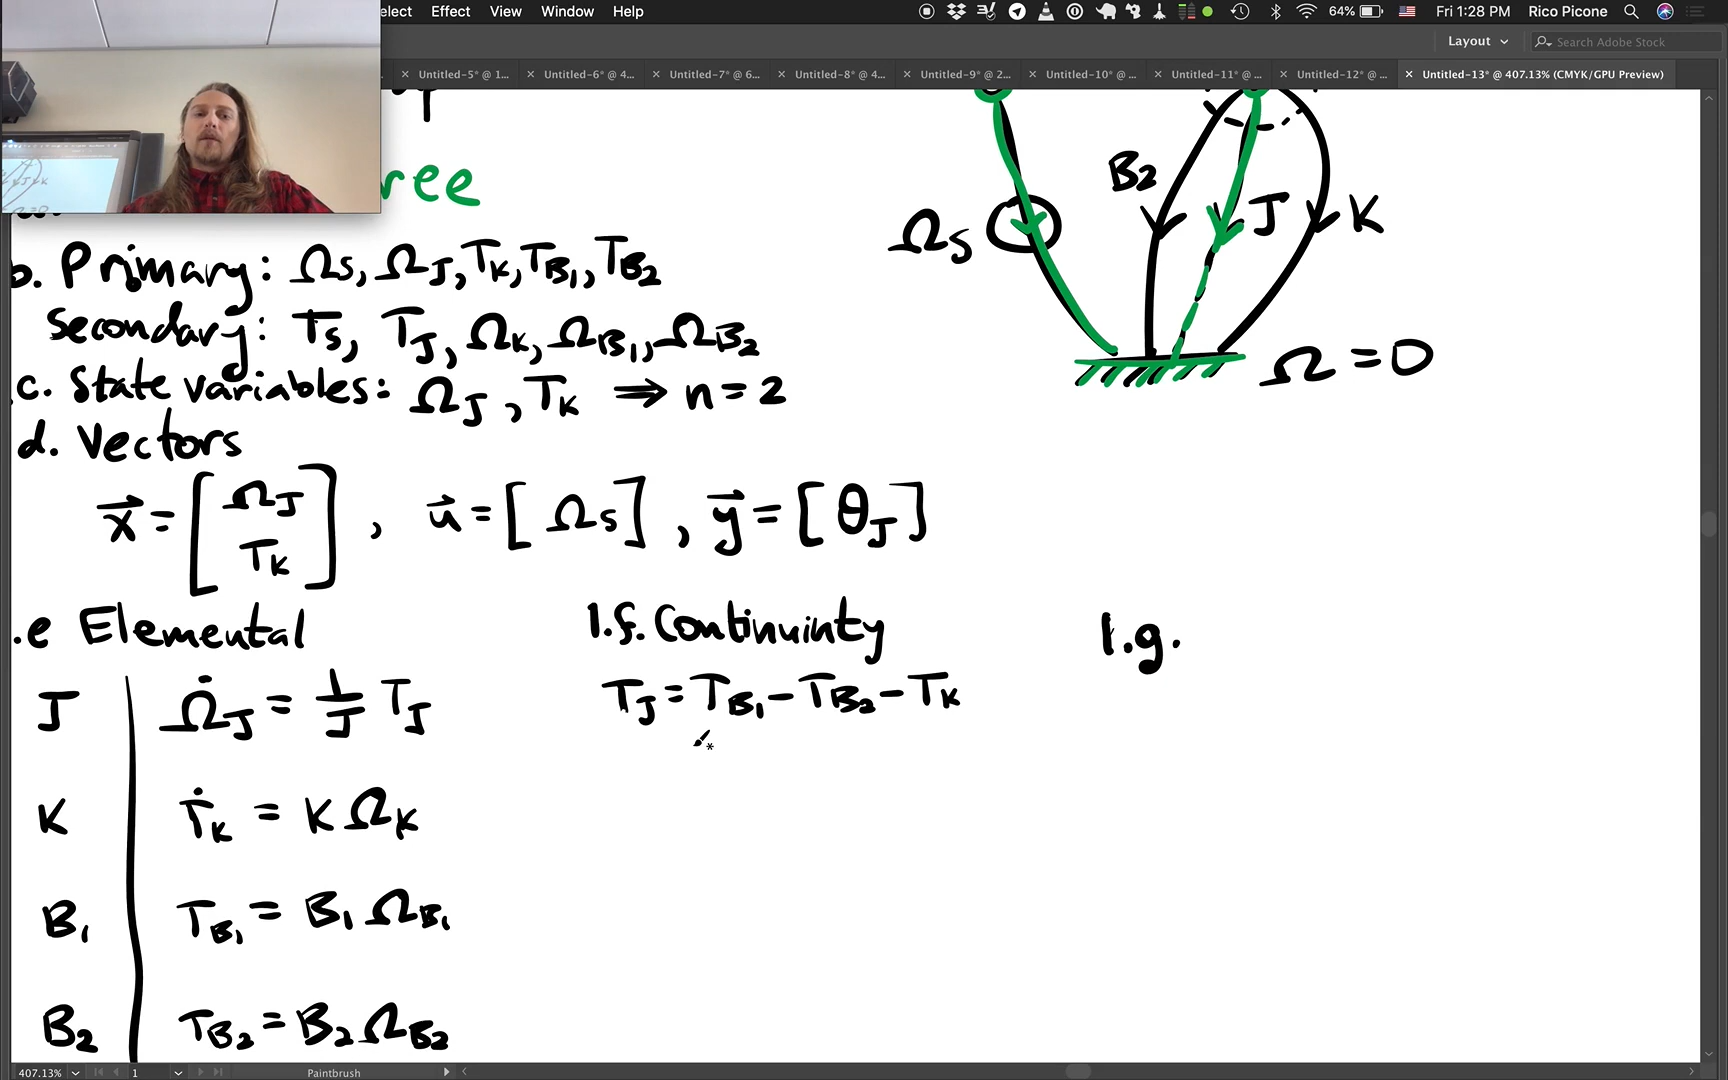 elect Effect View Window Help 64% Fri 1:28 PM Rico Picone
Layout Search Adobe Stock
Untitled-5* @ 1... Untitled-6* @ 4... Untitled-7* @ 6... Untitled-8* @ 4... Untitled-9* @ 2... Untitled-10* @ ... Untitled-11* @ ... Untitled-12* @ ... Untitled-13* @ 407.13% (CMYK/GPU Preview)
ree
b. Primary: Ωs, ΩJ, TK, TB1, TB2
Secondary: Ts, TJ, ΩK, ΩB1, ΩB2
.c. State variables: ΩJ, TK ⇒ n=2
d. Vectors
x⃗ = [ΩJ TK], u⃗ = [Ωs], y⃗ = [θJ]
B2
J
K
Ωs
Ω = 0
.e Elemental
J Ω̇J = 1/J TJ
K ṪK = K ΩK
B1 TB1 = B1 ΩB1
B2 TB2 = B2 ΩB2
1.f. Continuinty
TJ = TB1 - TB2 - TK
1.g.
407.13% 1 Paintbrush